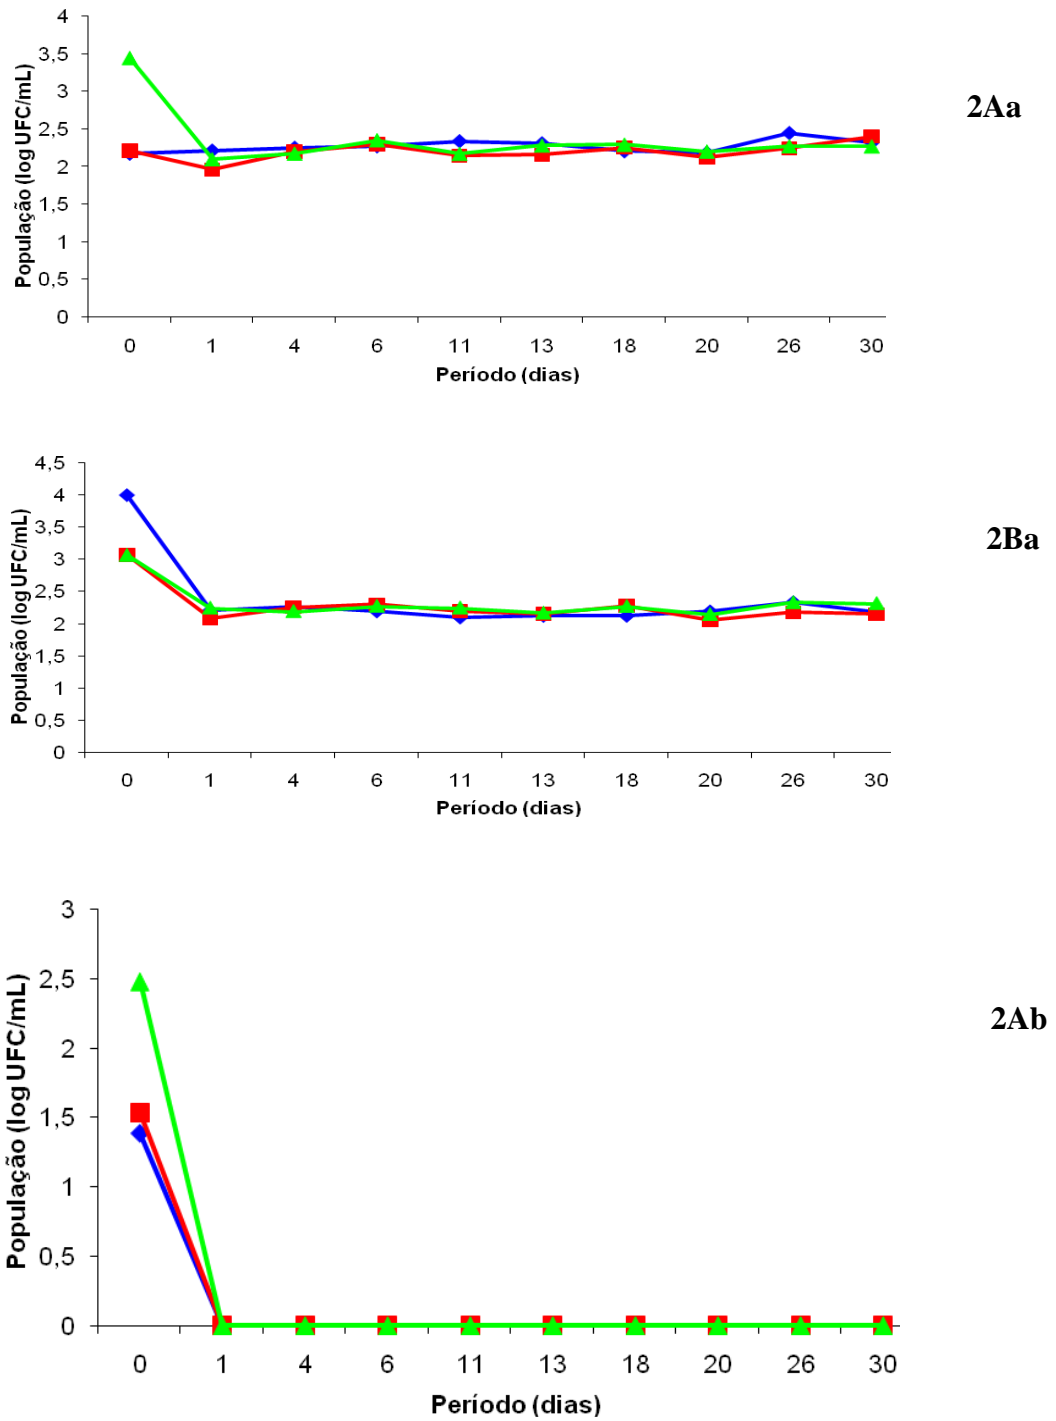 4
3,5
3
2,5
2
1,5
1
0,5
0
População (log UFC/mL)
0 1 4 6 11 13 18 20 26 30
Período (dias)
2Aa
4,5
4
3,5
3
2,5
2
1,5
1
0,5
0
População (log UFC/mL)
0 1 4 6 11 13 18 20 26 30
Período (dias)
2Ba
3
2,5
2
1,5
1
0,5
0
População (log UFC/mL)
0 1 4 6 11 13 18 20 26 30
Período (dias)
2Ab